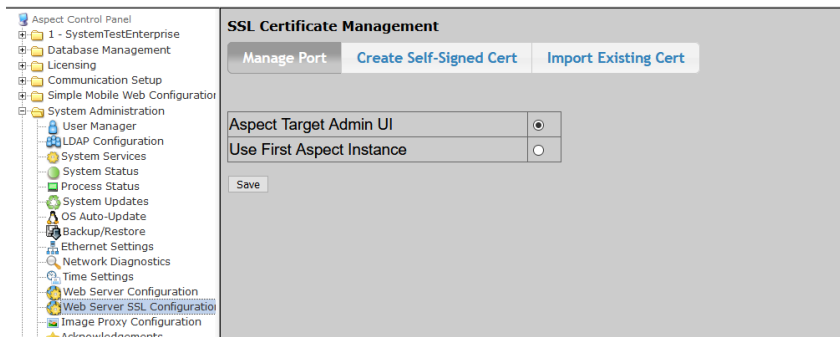 Aspect Control Panel
1 - SystemTestEnterprise
Database Management
Licensing
Communication Setup
Simple Mobile Web Configuration
System Administration
User Manager
LDAP Configuration
System Services
System Status
Process Status
System Updates
OS Auto-Update
Backup/Restore
Ethernet Settings
Network Diagnostics
Time Settings
Web Server Configuration
Web Server SSL Configuration
Image Proxy Configuration
Acknowledgements
SSL Certificate Management
Manage Port Create Self-Signed Cert Import Existing Cert
Aspect Target Admin UI
Use First Aspect Instance
Save